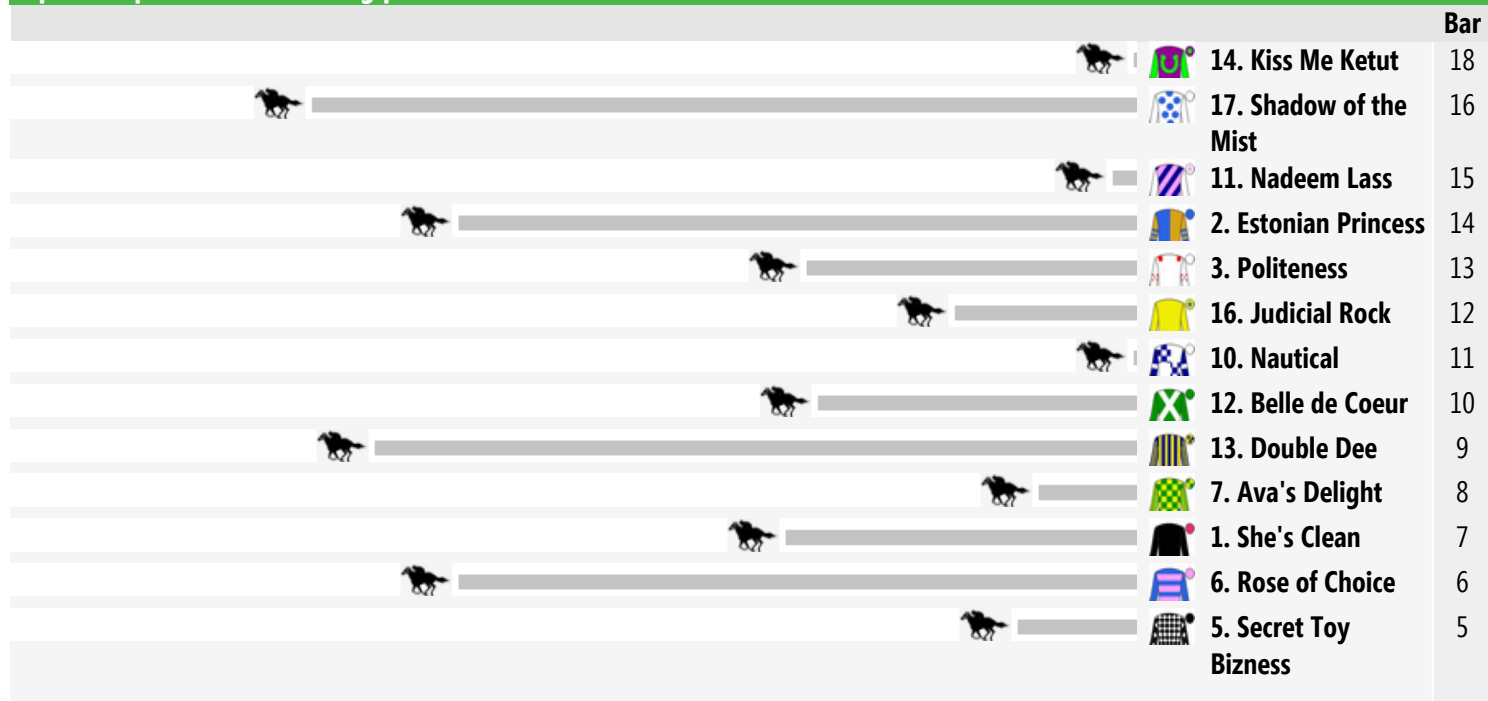 Bar
14. Kiss Me Ketut 18
17. Shadow of the 16
Mist
11. Nadeem Lass 15
2. Estonian Princess 14
3. Politeness 13
16. Judicial Rock 12
10. Nautical 11
12. Belle de Coeur 10
13. Double Dee 9
7. Ava's Delight 8
1. She's Clean 7
6. Rose of Choice 6
5. Secret Toy 5
Bizness